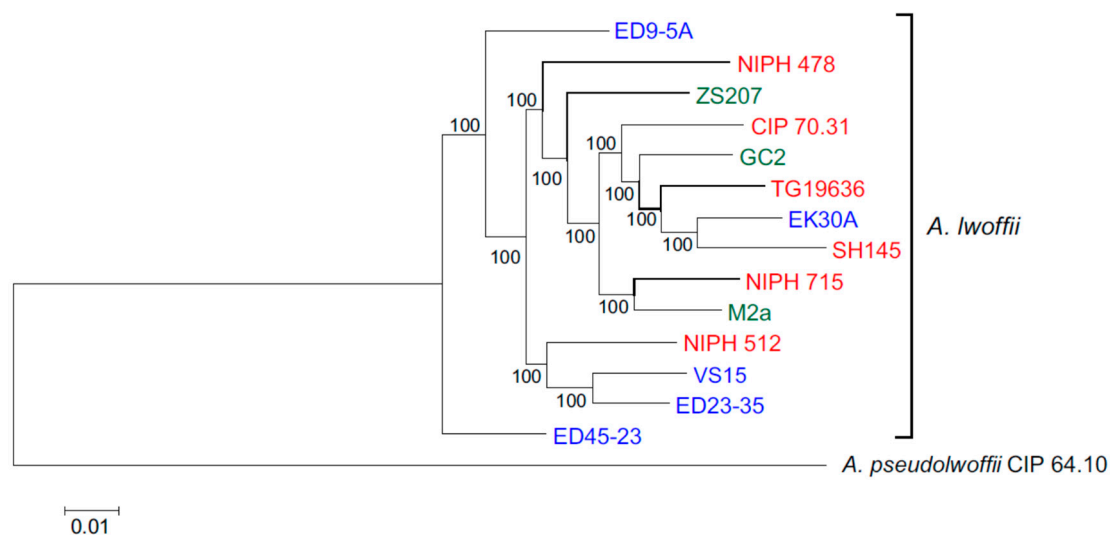 ED9-5A
NIPH 478
100
ZS207
100
CIP 70.31
100
GC2
100
TG19636
100
EK30A
100
A. lwoffii
100
SH145
100
NIPH 715
100
M2a
NIPH 512
100
VS15
100
ED23-35
ED45-23
A. pseudolwoffii CIP 64.10
0.01